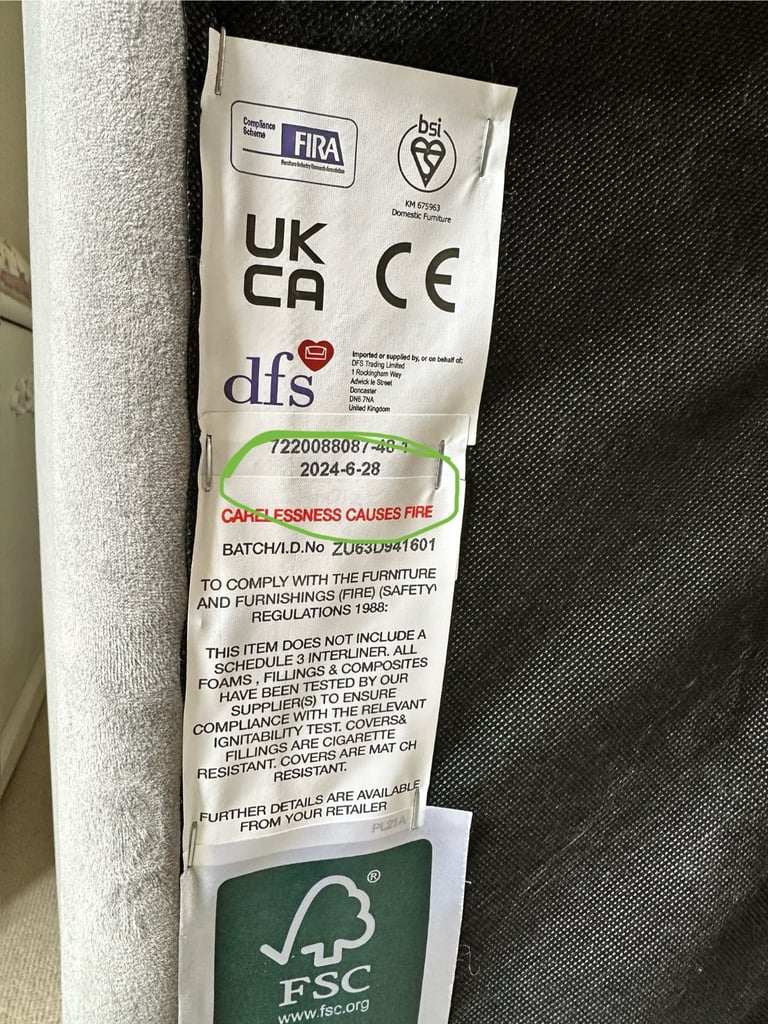 Compliance
Scheme
FIRA
Furniture Industry Research Association
bsi
KM 675963
Domestic Furniture
UK
CA
CE
dfs
Imported or supplied by, or on behalf of:
DFS Trading Limited
1 Rockingham Way
Adwick le Street
Doncaster
DN6 7NA
United Kingdom
7220088087-48-1
2024-6-28
CARELESSNESS CAUSES FIRE
BATCH/I.D.No ZU63D941601
TO COMPLY WITH THE FURNITURE
AND FURNISHINGS (FIRE) (SAFETY)
REGULATIONS 1988:
THIS ITEM DOES NOT INCLUDE A
SCHEDULE 3 INTERLINER. ALL
FOAMS , FILLINGS & COMPOSITES
HAVE BEEN TESTED BY OUR
SUPPLIER(S) TO ENSURE
COMPLIANCE WITH THE RELEVANT
IGNITABILITY TEST. COVERS&
FILLINGS ARE CIGARETTE
RESISTANT. COVERS ARE MAT CH
RESISTANT.
FURTHER DETAILS ARE AVAILABLE
FROM YOUR RETAILER
PL21A
FSC
®
www.fsc.org